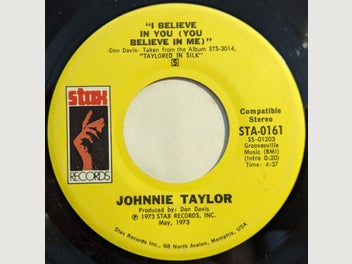 "I BELIEVE
IN YOU (YOU
BELIEVE IN ME)"
-Don Davis- Taken from the Album STS-3014,
"TAYLORED IN SILK"
S
stax
RECORDS
Compatible
Stereo
STA-0161
SS-01203
Groovesville
Music (BMI)
(Intro 0:20)
Time: 4:37
JOHNNIE TAYLOR
Produced by: Don Davis
℗ 1973 STAX RECORDS, INC.
May, 1973
Stax Records Inc., 98 North Avalon, Memphis, USA